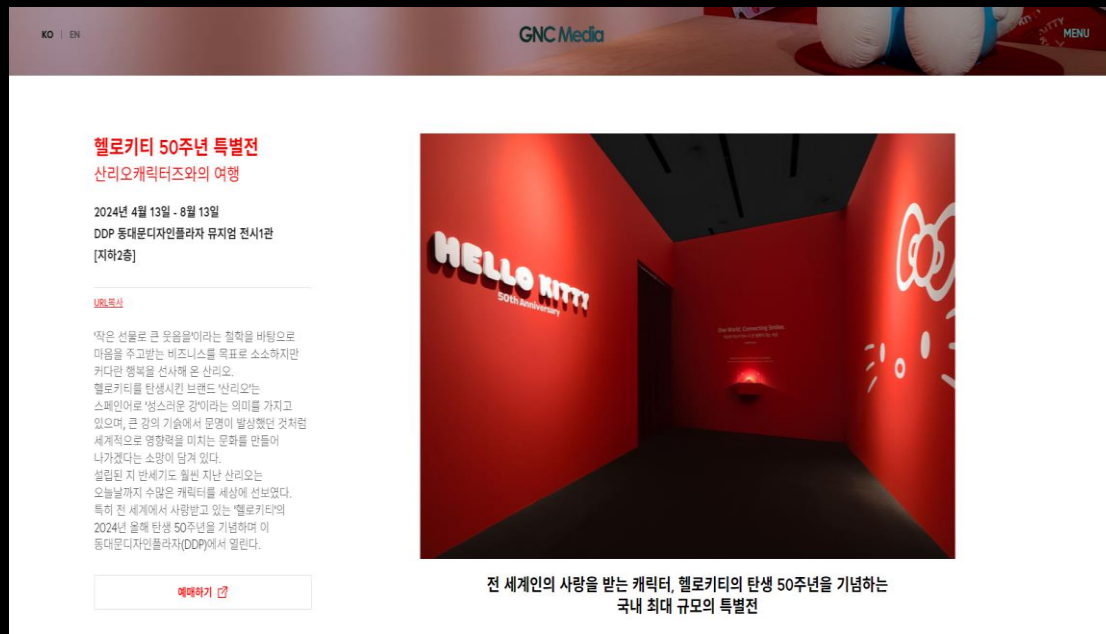 KO | EN
GNC Media
MENU
헬로키티 50주년 특별전
산리오캐릭터즈와의 여행
2024년 4월 13일 - 8월 13일
DDP 동대문디자인플라자 뮤지엄 전시1관
[지하2층]
URL복사
'작은 선물로 큰 웃음을'이라는 철학을 바탕으로
마음을 주고받는 비즈니스를 목표로 소소하지만
커다란 행복을 선사해 온 산리오.
헬로키티를 탄생시킨 브랜드 '산리오'는
스페인어로 '성스러운 강'이라는 의미를 가지고
있으며, 큰 강의 기슭에서 문명이 발상했던 것처럼
세계적으로 영향력을 미치는 문화를 만들어
나가겠다는 소망이 담겨 있다.
설립된 지 반세기도 훨씬 지난 산리오는
오늘날까지 수많은 캐릭터를 세상에 선보였다.
특히 전 세계에서 사랑받고 있는 '헬로키티'의
2024년 올해 탄생 50주년을 기념하며 이
동대문디자인플라자(DDP)에서 열린다.
예매하기
HELLO KITTY
50th Anniversary
One World, Connecting Smiles.
전 세계인의 사랑을 받는 캐릭터, 헬로키티의 탄생 50주년을 기념하는
국내 최대 규모의 특별전